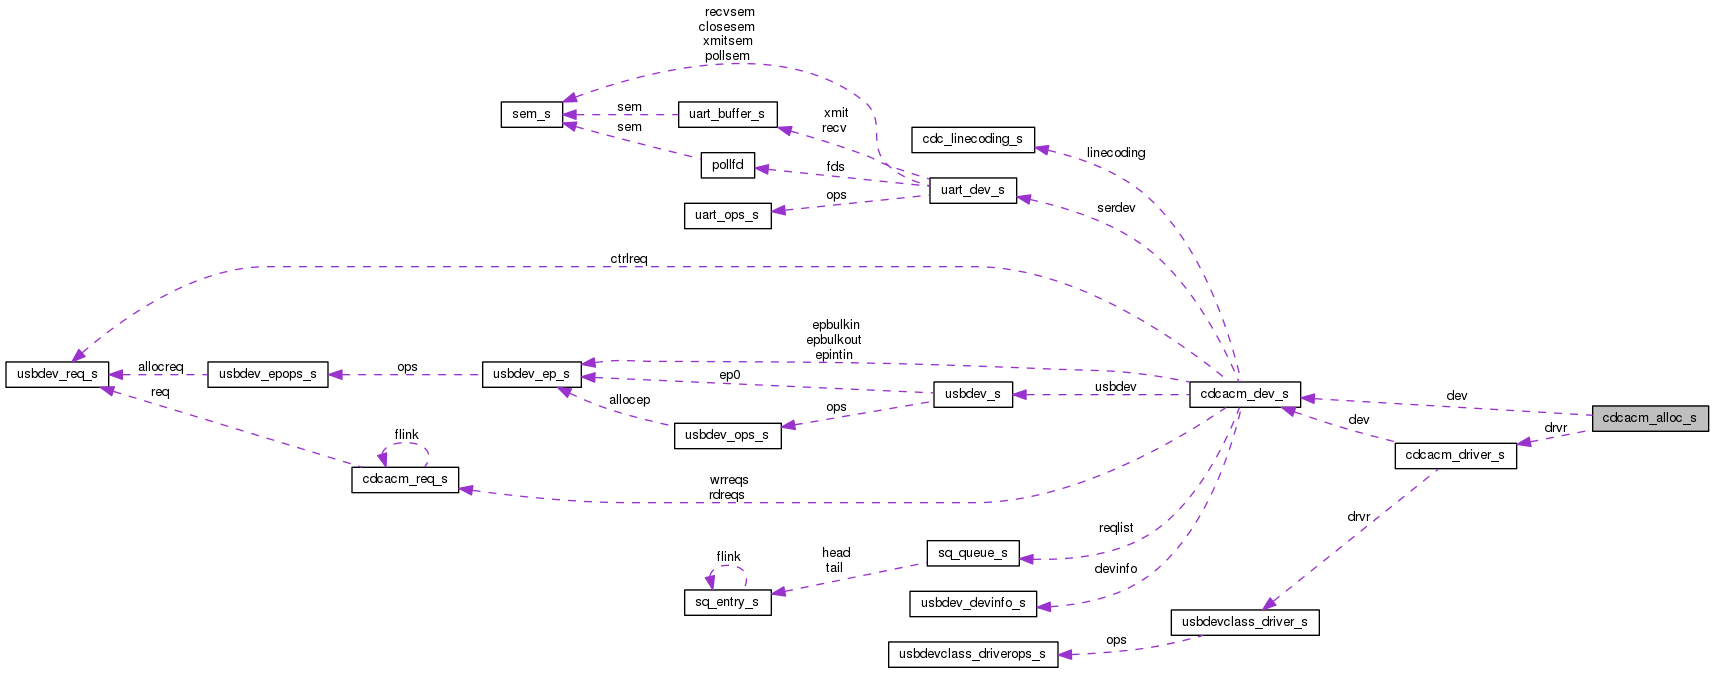 recvsem
closesem
xmitsem
pollsem
sem_s
sem
uart_buffer_s
xmit
recv
cdc_linecoding_s
linecoding
sem
pollfd
fds
uart_dev_s
uart_ops_s
ops
serdev
ctrlreq
epbulkin
epbulkout
epintin
usbdev_req_s
allocreq
usbdev_epops_s
ops
usbdev_ep_s
ep0
req
allocep
usbdev_s
usbdev
cdcacm_dev_s
dev
cdcacm_alloc_s
ops
usbdev_ops_s
dev
drvr
cdcacm_driver_s
flink
cdcacm_req_s
wrreqs
rdreqs
drvr
reqlist
flink
head
tail
sq_queue_s
devinfo
sq_entry_s
usbdev_devinfo_s
usbdevclass_driver_s
ops
usbdevclass_driverops_s